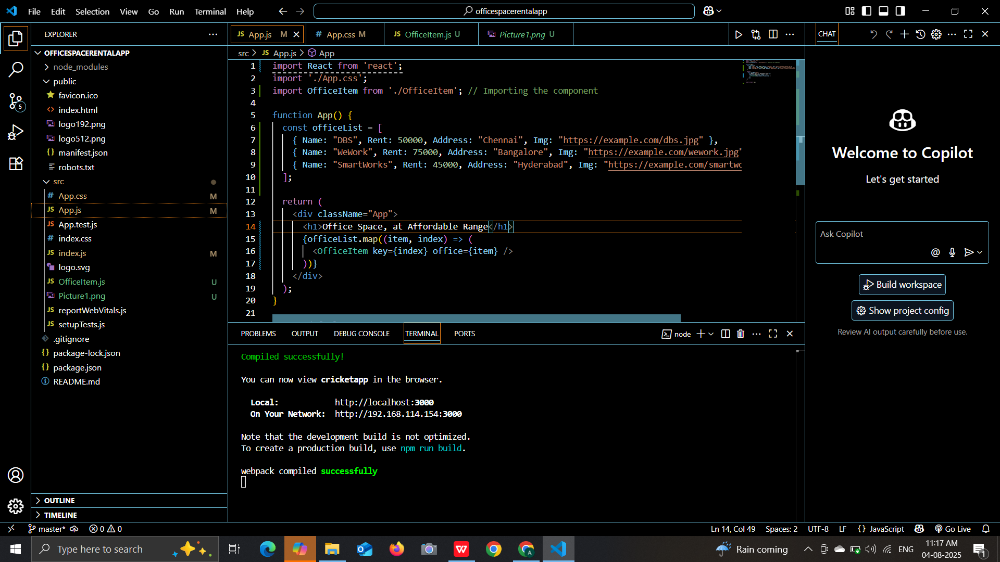 File Edit Selection View Go Run Terminal Help
officespacerentalapp
EXPLORER
OFFICESPACERENTALAPP
node_modules
public
favicon.ico
index.html
logo192.png
logo512.png
manifest.json
robots.txt
src
App.css M
App.js M
App.test.js
index.css
index.js M
logo.svg
OfficeItem.js U
Picture1.png U
reportWebVitals.js
setupTests.js
.gitignore
package-lock.json
package.json
README.md
OUTLINE
TIMELINE
5
JS App.js M
# App.css M
JS OfficeItem.js U
Picture1.png U
src > JS App.js > App
1 import React from 'react';
2 import './App.css';
3 import OfficeItem from './OfficeItem'; // Importing the component
4
5 function App() {
6 const officeList = [
7 { Name: "DBS", Rent: 50000, Address: "Chennai", Img: "https://example.com/dbs.jpg" },
8 { Name: "WeWork", Rent: 75000, Address: "Bangalore", Img: "https://example.com/wework.jpg"
9 { Name: "SmartWorks", Rent: 45000, Address: "Hyderabad", Img: "https://example.com/smartwo
10 ];
11
12 return (
13 <div className="App">
14 <h1>Office Space, at Affordable Range</h1>
15 {officeList.map((item, index) => (
16 <OfficeItem key={index} office={item} />
17 ))}
18 </div>
19 );
20 }
21
PROBLEMS OUTPUT DEBUG CONSOLE TERMINAL PORTS
node
Compiled successfully!
You can now view cricketapp in the browser.
Local: http://localhost:3000
On Your Network: http://192.168.114.154:3000
Note that the development build is not optimized.
To create a production build, use npm run build.
webpack compiled successfully
CHAT
Welcome to Copilot
Let's get started
Ask Copilot
Build workspace
Show project config
Review AI output carefully before use.
master* 0 0
Ln 14, Col 49 Spaces: 2 UTF-8 LF {} JavaScript Go Live
Type here to search
Rain coming
ENG
11:17 AM
04-08-2025
1